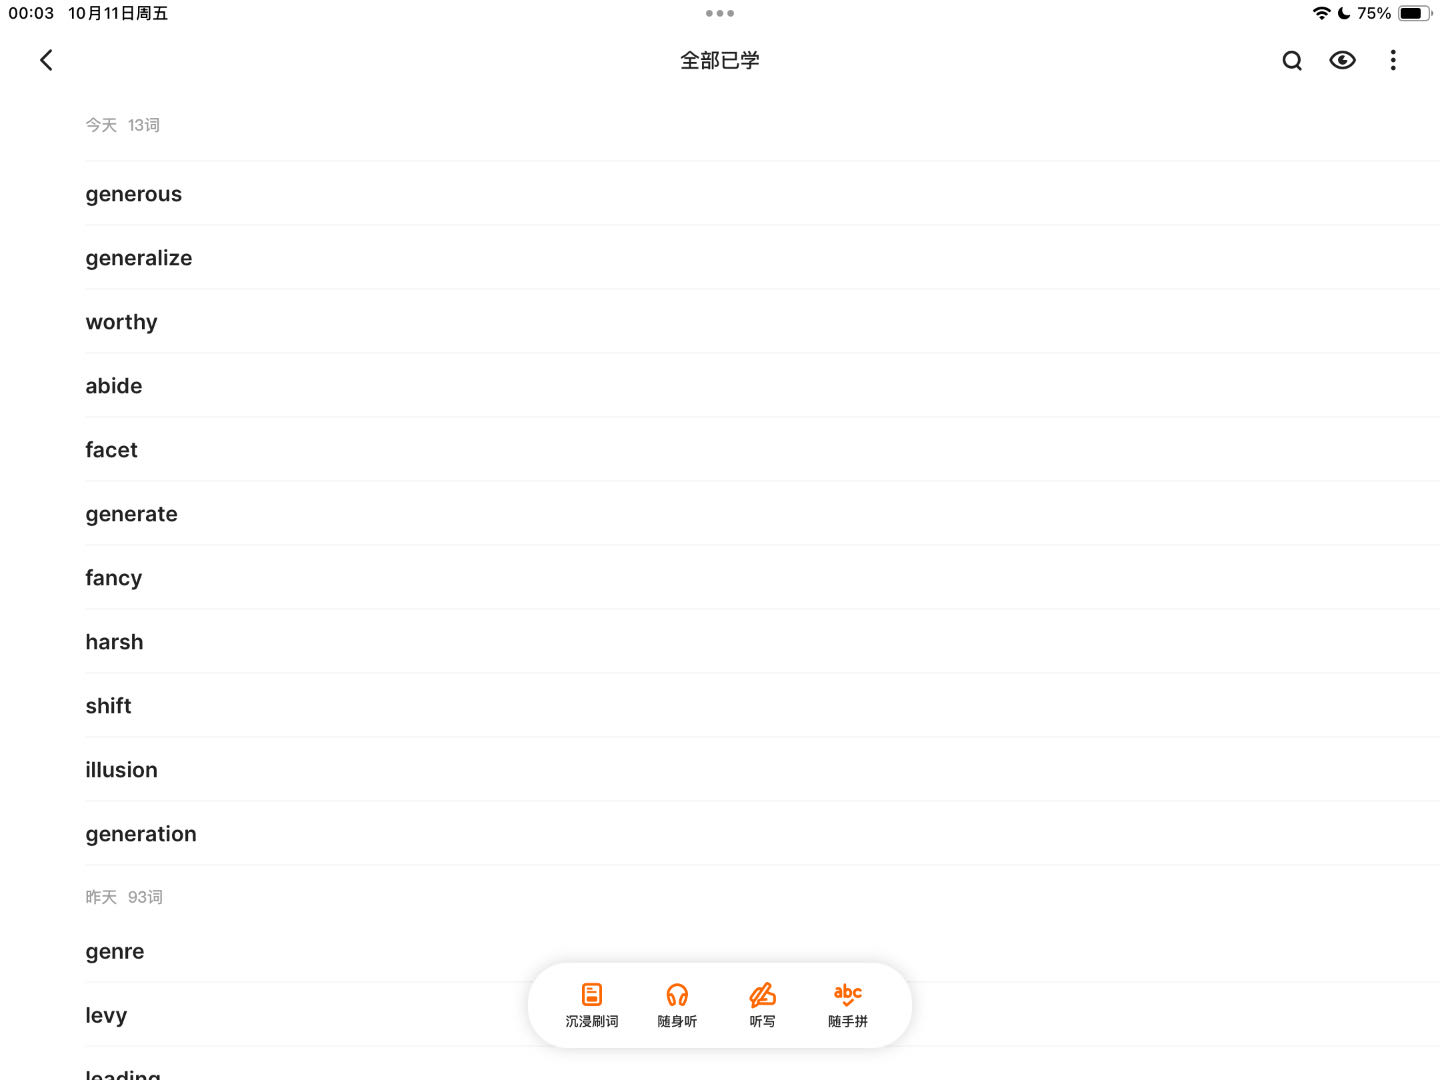 00:03 10月11日周五
75%
全部已学
今天 13词
generous
generalize
worthy
abide
facet
generate
fancy
harsh
shift
illusion
generation
昨天 93词
genre
levy
leading
沉浸刷词 随身听 听写 abc 随手拼